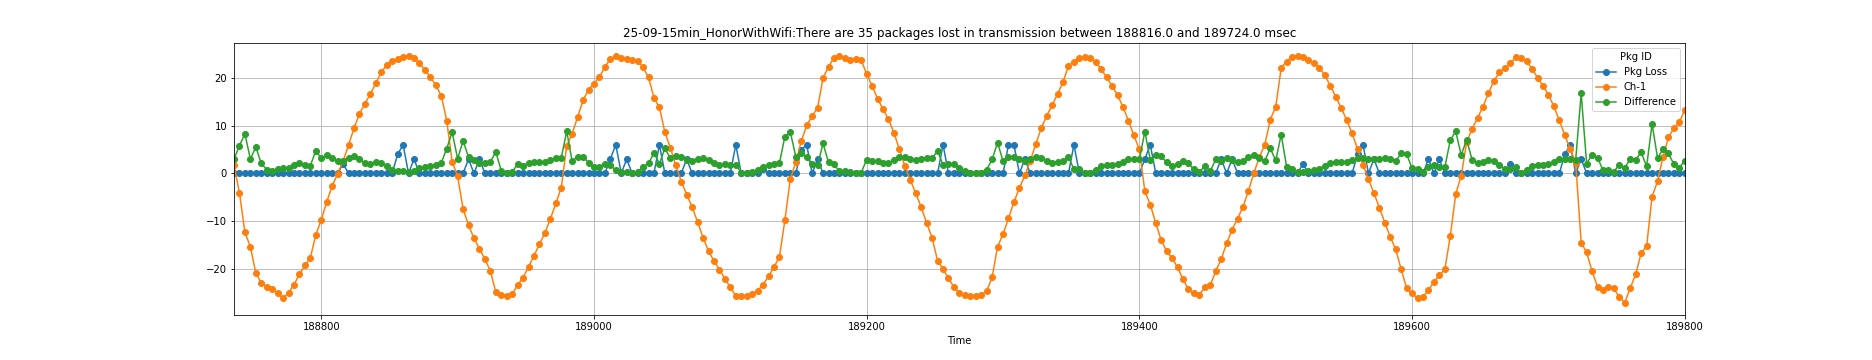 25-09-15min_HonorWithWifi:There are 35 packages lost in transmission between 188816.0 and 189724.0 msec
Pkg ID
Pkg Loss
Ch-1
Difference
20
10
0
−10
−20
188800 189000 189200 189400 189600 189800
Time